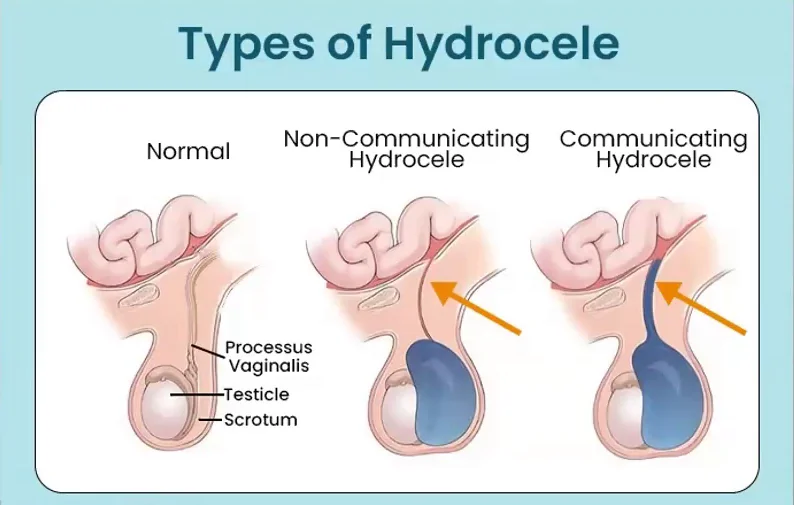 Types of Hydrocele
Normal
Non-Communicating
Hydrocele
Communicating
Hydrocele
Processus
Vaginalis
Testicle
Scrotum